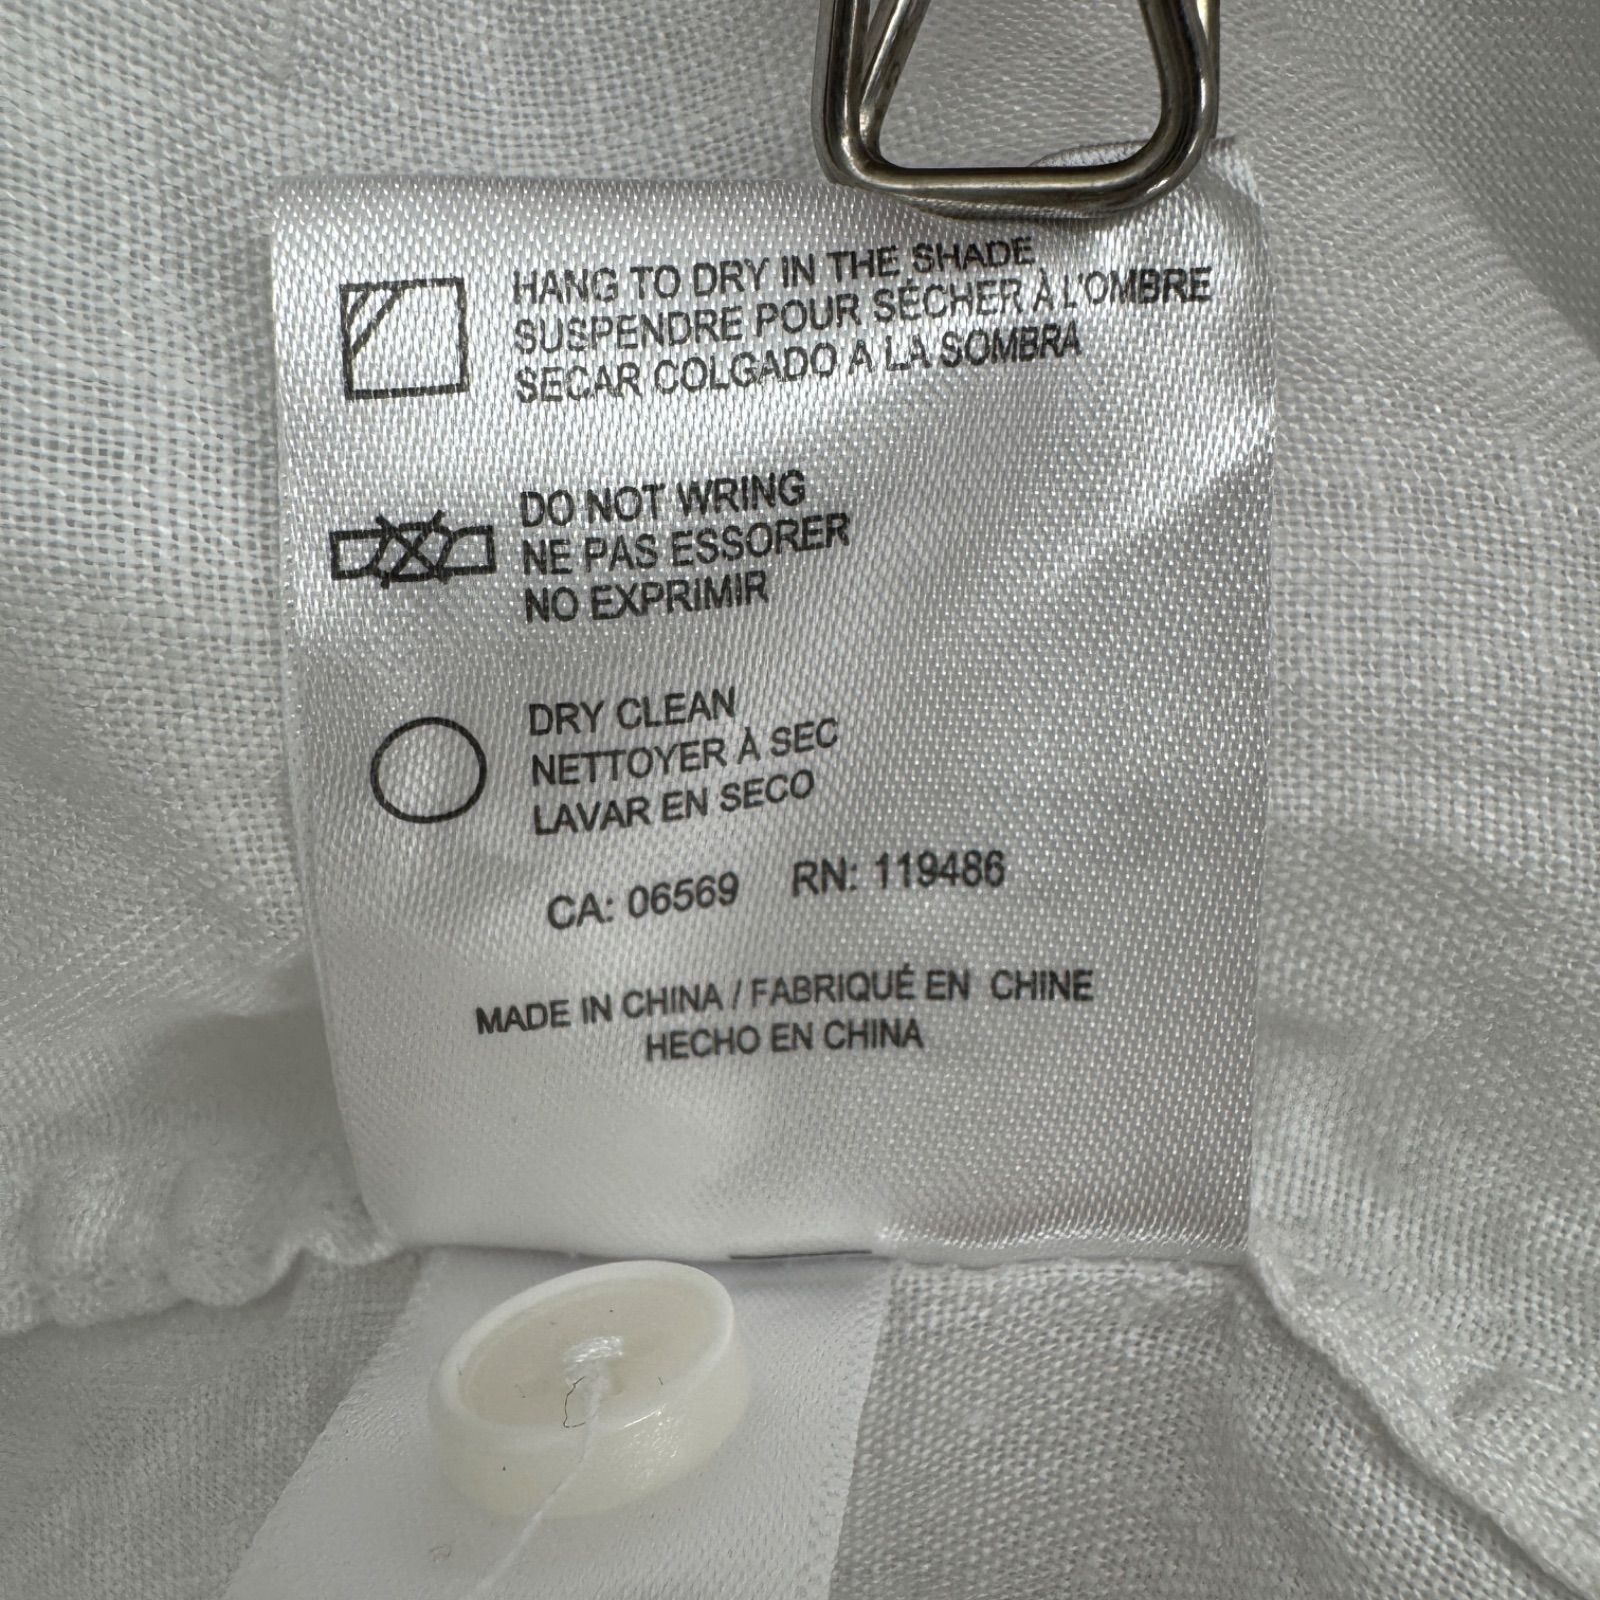 HANG TO DRY IN THE SHADE
SUSPENDRE POUR SÉCHER À L'OMBRE
SECAR COLGADO A LA SOMBRA
DO NOT WRING
NE PAS ESSORER
NO EXPRIMIR
DRY CLEAN
NETTOYER À SEC
LAVAR EN SECO
CA: 06569 RN: 119486
MADE IN CHINA / FABRIQUÉ EN CHINE
HECHO EN CHINA